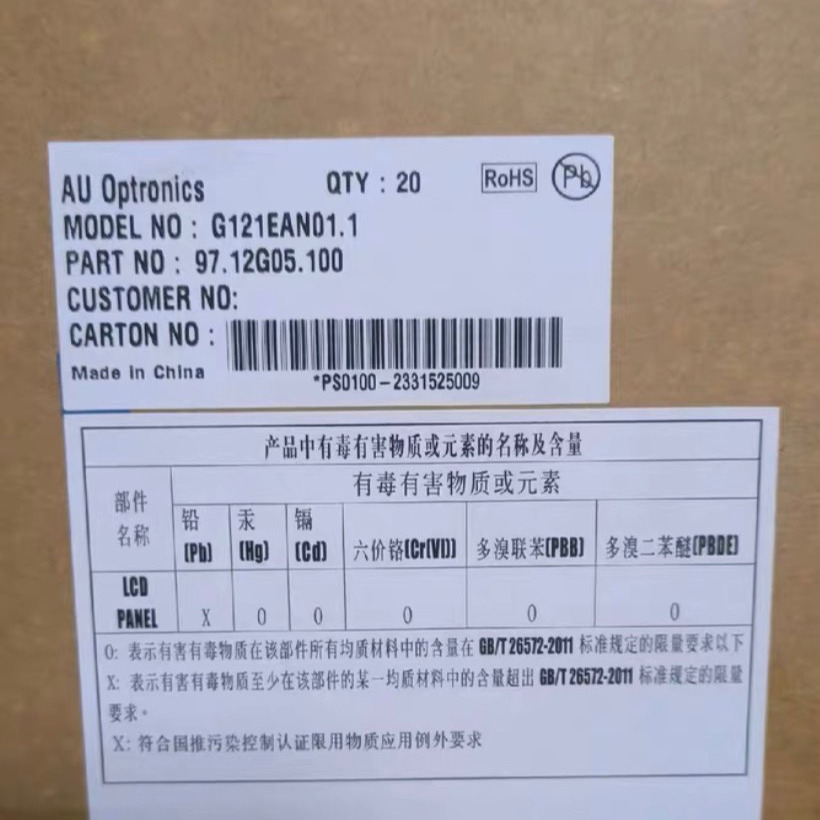 AU Optronics QTY : 20 RoHS Pb
MODEL NO : G121EAN01.1
PART NO : 97.12G05.100
CUSTOMER NO:
CARTON NO :
Made in China
*PS0100-2331525009
产品中有毒有害物质或元素的名称及含量
部件名称 有毒有害物质或元素
铅(Pb) 汞(Hg) 镉(Cd) 六价铬(Cr(VI)) 多溴联苯(PBB) 多溴二苯醚(PBDE)
LCD PANEL X 0 0 0 0 0
0: 表示有害有毒物质在该部件所有均质材料中的含量在 GB/T 26572-2011 标准规定的限量要求以下
X: 表示有害有毒物质至少在该部件的某一均质材料中的含量超出 GB/T 26572-2011 标准规定的限量
要求。
X: 符合国推污染控制认证限用物质应用例外要求